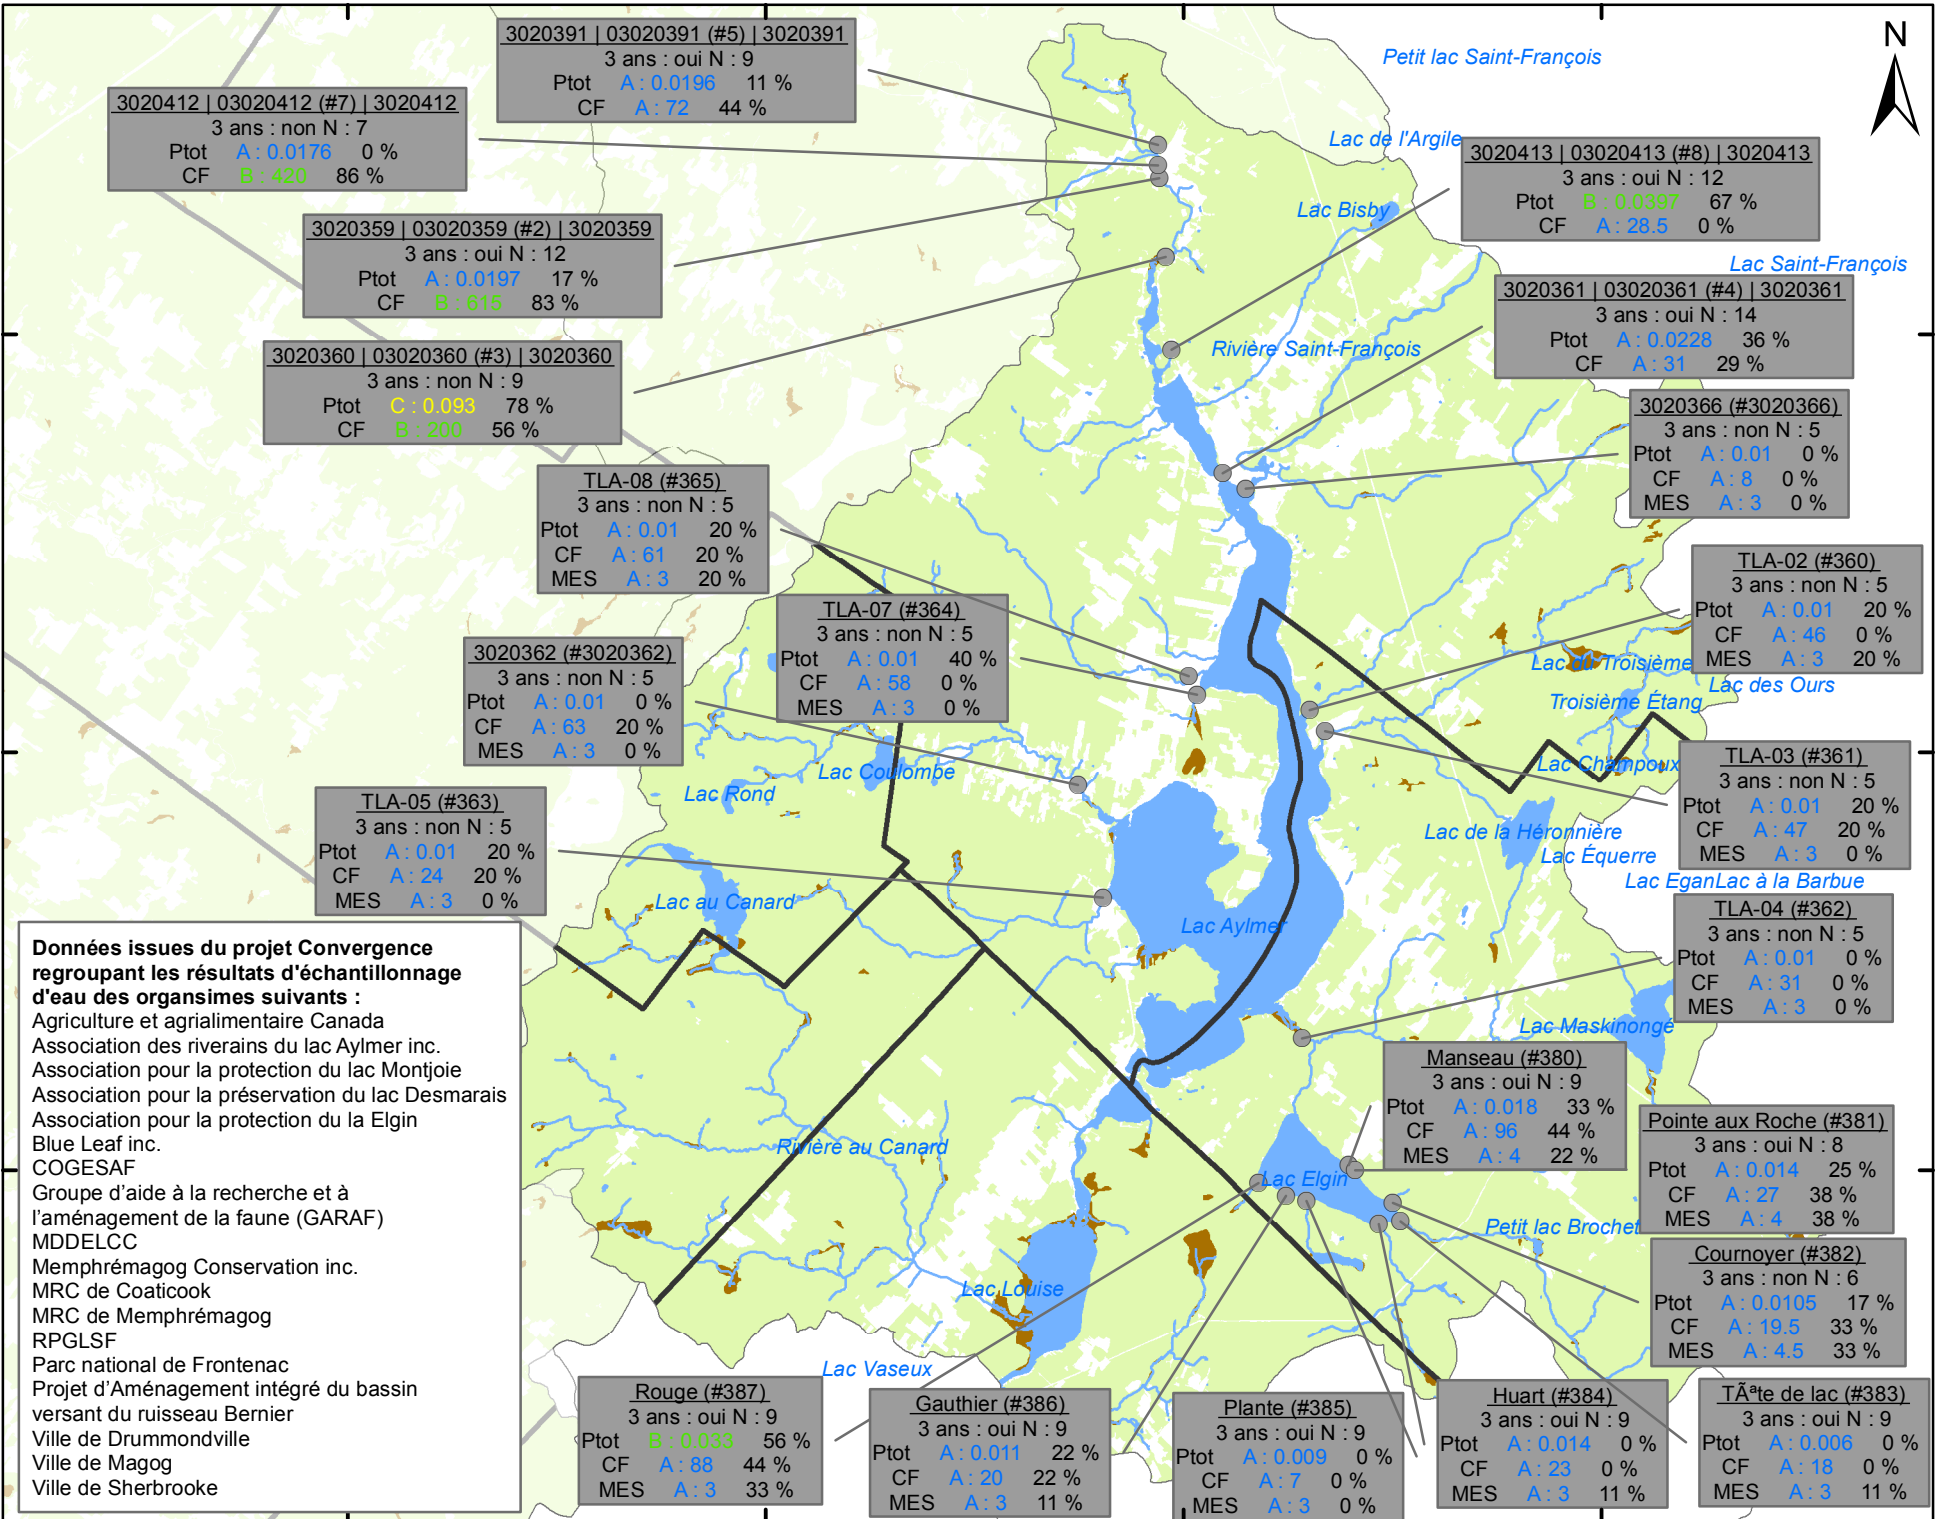 N
Petit lac Saint-François
3020391 | 03020391 (#5) | 3020391
3 ans : oui N : 9
Ptot A : 0.0196 11 %
CF A : 72 44 %
3020412 | 03020412 (#7) | 3020412
3 ans : non N : 7
Ptot A : 0.0176 0 %
CF B : 420 86 %
Lac de l'Argile
3020413 | 03020413 (#8) | 3020413
3 ans : oui N : 12
Ptot B : 0.0397 67 %
CF A : 28.5 0 %
Lac Bisby
3020359 | 03020359 (#2) | 3020359
3 ans : oui N : 12
Ptot A : 0.0197 17 %
CF B : 615 83 %
Lac Saint-François
3020361 | 03020361 (#4) | 3020361
3 ans : oui N : 14
Ptot A : 0.0228 36 %
CF A : 31 29 %
Rivière Saint-François
3020360 | 03020360 (#3) | 3020360
3 ans : non N : 9
Ptot C : 0.093 78 %
CF B : 200 56 %
3020366 (#3020366)
3 ans : non N : 5
Ptot A : 0.01 0 %
CF A : 8 0 %
MES A : 3 0 %
TLA-08 (#365)
3 ans : non N : 5
Ptot A : 0.01 20 %
CF A : 61 20 %
MES A : 3 20 %
TLA-02 (#360)
3 ans : non N : 5
Ptot A : 0.01 20 %
CF A : 46 0 %
MES A : 3 20 %
TLA-07 (#364)
3 ans : non N : 5
Ptot A : 0.01 40 %
CF A : 58 0 %
MES A : 3 0 %
3020362 (#3020362)
3 ans : non N : 5
Ptot A : 0.01 0 %
CF A : 63 20 %
MES A : 3 0 %
Lac du Troisième
Lac des Ours
Troisième Étang
Lac Champoux
TLA-03 (#361)
3 ans : non N : 5
Ptot A : 0.01 20 %
CF A : 47 20 %
MES A : 3 0 %
Lac Coulombe
Lac Rond
TLA-05 (#363)
3 ans : non N : 5
Ptot A : 0.01 20 %
CF A : 24 20 %
MES A : 3 0 %
Lac de la Héronnière
Lac Équerre
Lac EganLac à la Barbue
Lac au Canard
Lac Aylmer
TLA-04 (#362)
3 ans : non N : 5
Ptot A : 0.01 0 %
CF A : 31 0 %
MES A : 3 0 %
Lac Maskinongé
Données issues du projet Convergence
regroupant les résultats d'échantillonnage
d'eau des organsimes suivants :
Agriculture et agrialimentaire Canada
Association des riverains du lac Aylmer inc.
Association pour la protection du lac Montjoie
Association pour la préservation du lac Desmarais
Association pour la protection du la Elgin
Blue Leaf inc.
COGESAF
Groupe d'aide à la recherche et à
l'aménagement de la faune (GARAF)
MDDELCC
Memphrémagog Conservation inc.
MRC de Coaticook
MRC de Memphrémagog
RPGLSF
Parc national de Frontenac
Projet d'Aménagement intégré du bassin
versant du ruisseau Bernier
Ville de Drummondville
Ville de Magog
Ville de Sherbrooke
Manseau (#380)
3 ans : oui N : 9
Ptot A : 0.018 33 %
CF A : 96 44 %
MES A : 4 22 %
Pointe aux Roche (#381)
3 ans : oui N : 8
Ptot A : 0.014 25 %
CF A : 27 38 %
MES A : 4 38 %
Rivière au Canard
Lac Elgin
Petit lac Brochet
Cournoyer (#382)
3 ans : non N : 6
Ptot A : 0.0105 17 %
CF A : 19.5 33 %
MES A : 4.5 33 %
Lac Louise
Lac Vaseux
Rouge (#387)
3 ans : oui N : 9
Ptot B : 0.033 56 %
CF A : 88 44 %
MES A : 3 33 %
Gauthier (#386)
3 ans : oui N : 9
Ptot A : 0.011 22 %
CF A : 20 22 %
MES A : 3 11 %
Plante (#385)
3 ans : oui N : 9
Ptot A : 0.009 0 %
CF A : 7 0 %
MES A : 3 0 %
Huart (#384)
3 ans : oui N : 9
Ptot A : 0.014 0 %
CF A : 23 0 %
MES A : 3 11 %
TÃªte de lac (#383)
3 ans : oui N : 9
Ptot A : 0.006 0 %
CF A : 18 0 %
MES A : 3 11 %